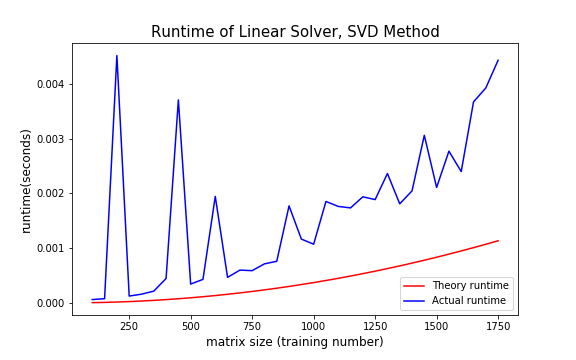 Runtime of Linear Solver, SVD Method
runtime(seconds)
0.004
0.003
0.002
0.001
0.000
250
500
750
1000
1250
1500
1750
matrix size (training number)
Theory runtime
Actual runtime